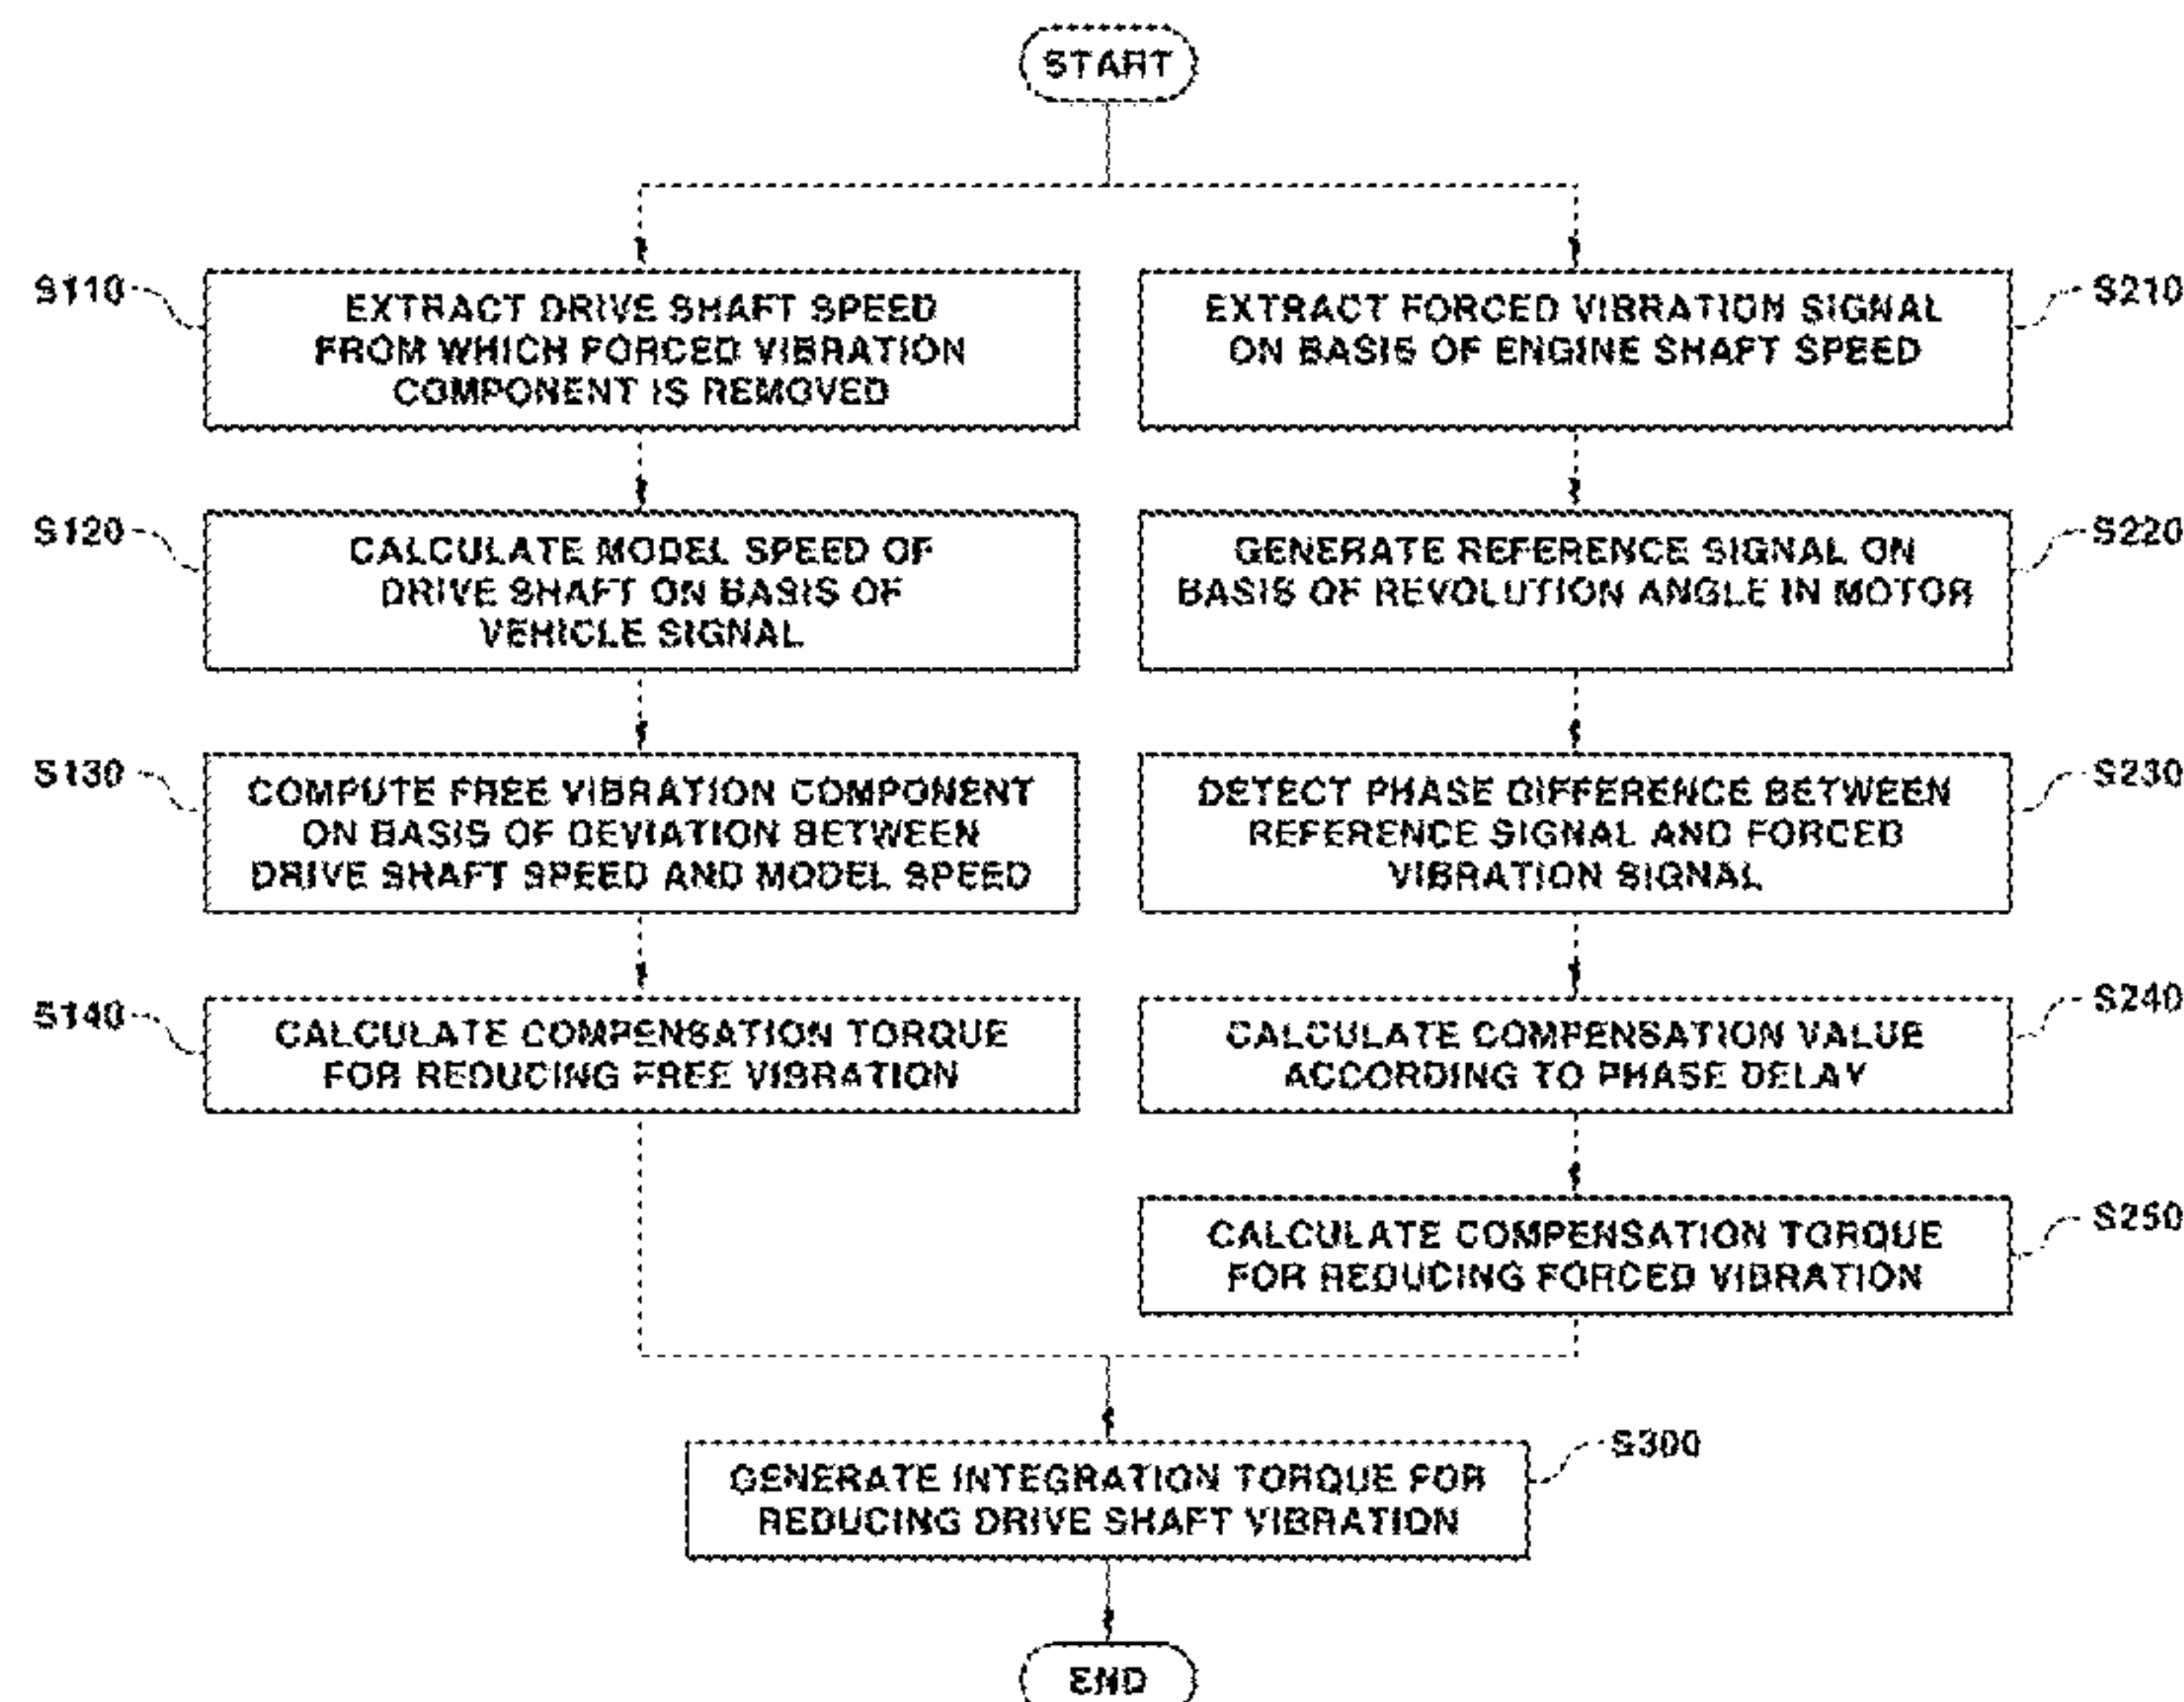 START
S110
EXTRACT DRIVE SHAFT SPEED
FROM WHICH FORCED VIBRATION
COMPONENT IS REMOVED
EXTRACT FORCED VIBRATION SIGNAL
ON BASIS OF ENGINE SHAFT SPEED
S210
S120
CALCULATE MODEL SPEED OF
DRIVE SHAFT ON BASIS OF
VEHICLE SIGNAL
GENERATE REFERENCE SIGNAL ON
BASIS OF REVOLUTION ANGLE IN MOTOR
S220
S130
COMPUTE FREE VIBRATION COMPONENT
ON BASIS OF DEVIATION BETWEEN
DRIVE SHAFT SPEED AND MODEL SPEED
DETECT PHASE DIFFERENCE BETWEEN
REFERENCE SIGNAL AND FORCED
VIBRATION SIGNAL
S230
S140
CALCULATE COMPENSATION TORQUE
FOR REDUCING FREE VIBRATION
CALCULATE COMPENSATION VALUE
ACCORDING TO PHASE DELAY
S240
CALCULATE COMPENSATION TORQUE
FOR REDUCING FORCED VIBRATION
S250
GENERATE INTEGRATION TORQUE FOR
REDUCING DRIVE SHAFT VIBRATION
S300
END